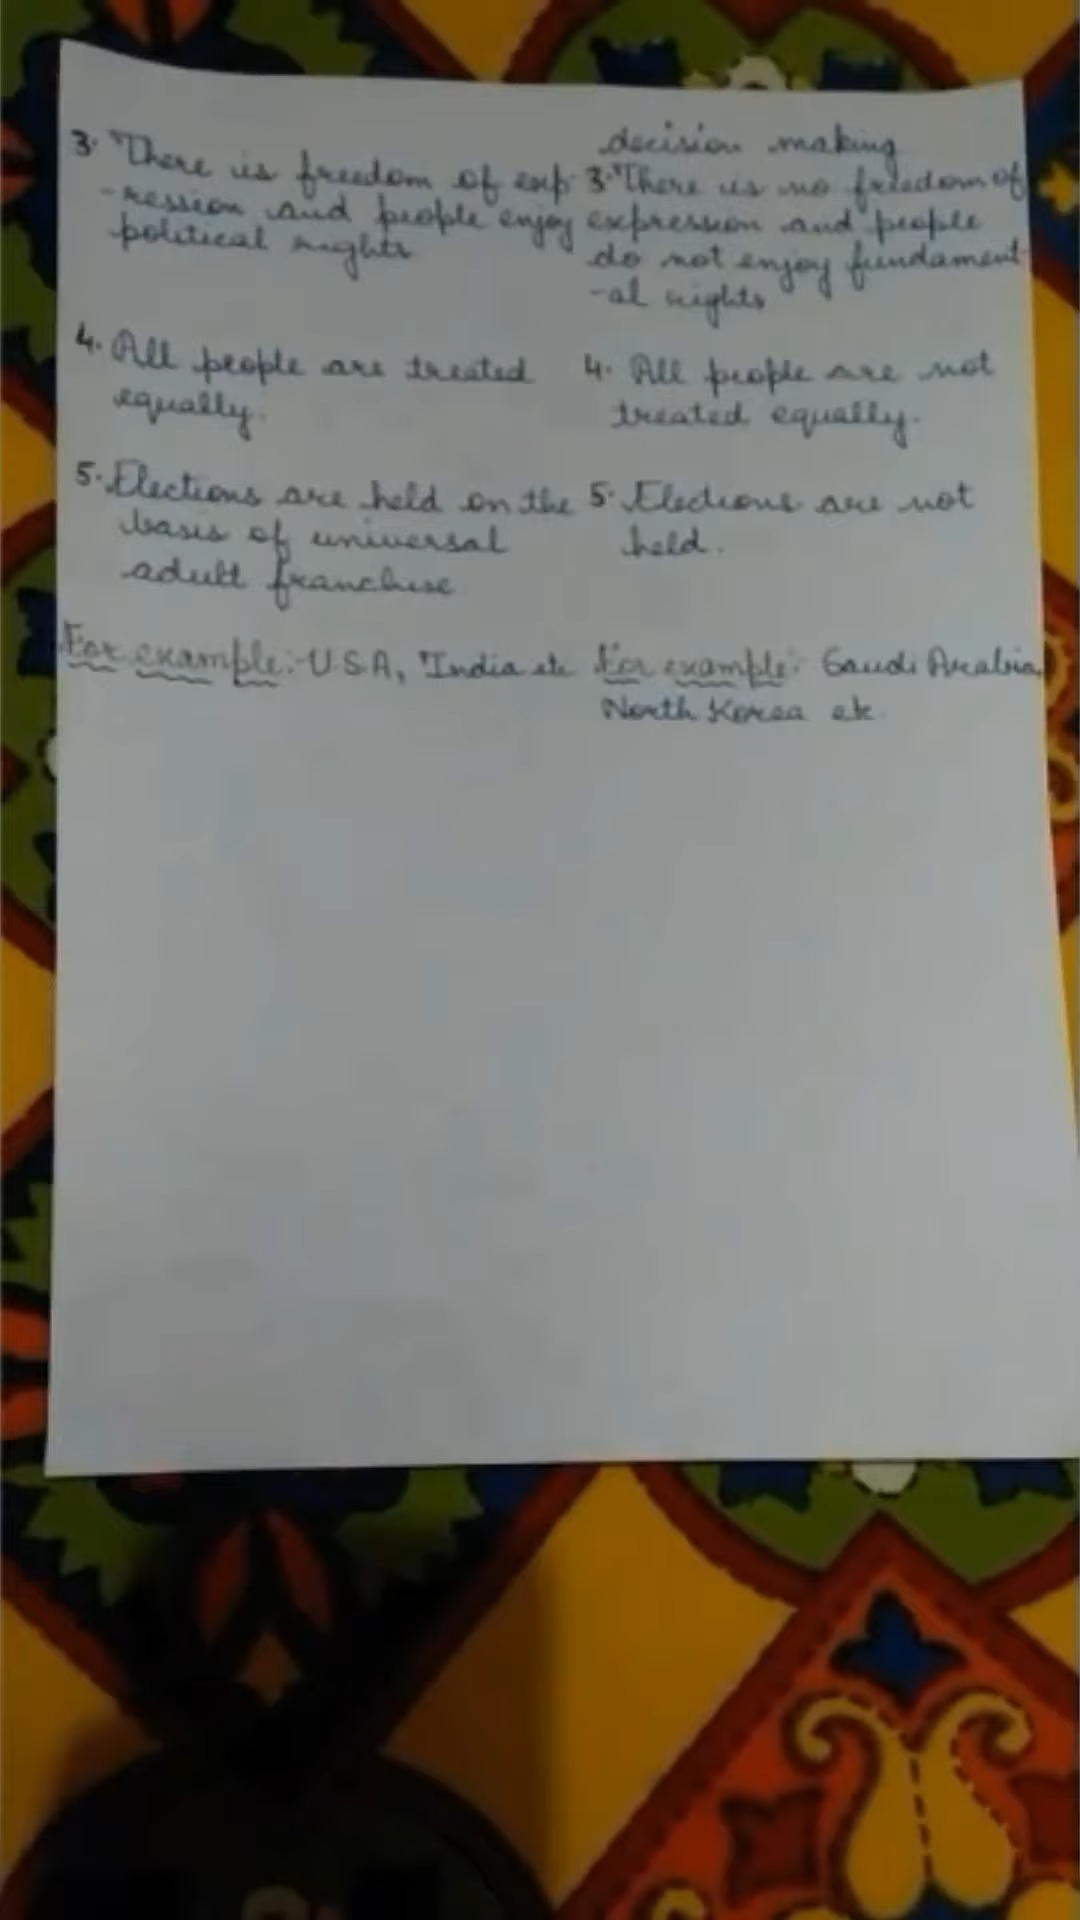 3. There is freedom of exp
-ression and people enjoy
political rights
4. All people are treated
equally.
5. Elections are held on the
basis of universal
adult franchise
For example:- U.S.A, India etc
decision making
3. There is no freedom of
expression and people
do not enjoy fundament
-al rights
4. All people are not
treated equally.
5. Elections are not
held.
For example:- Saudi Arabia,
North Korea etc.